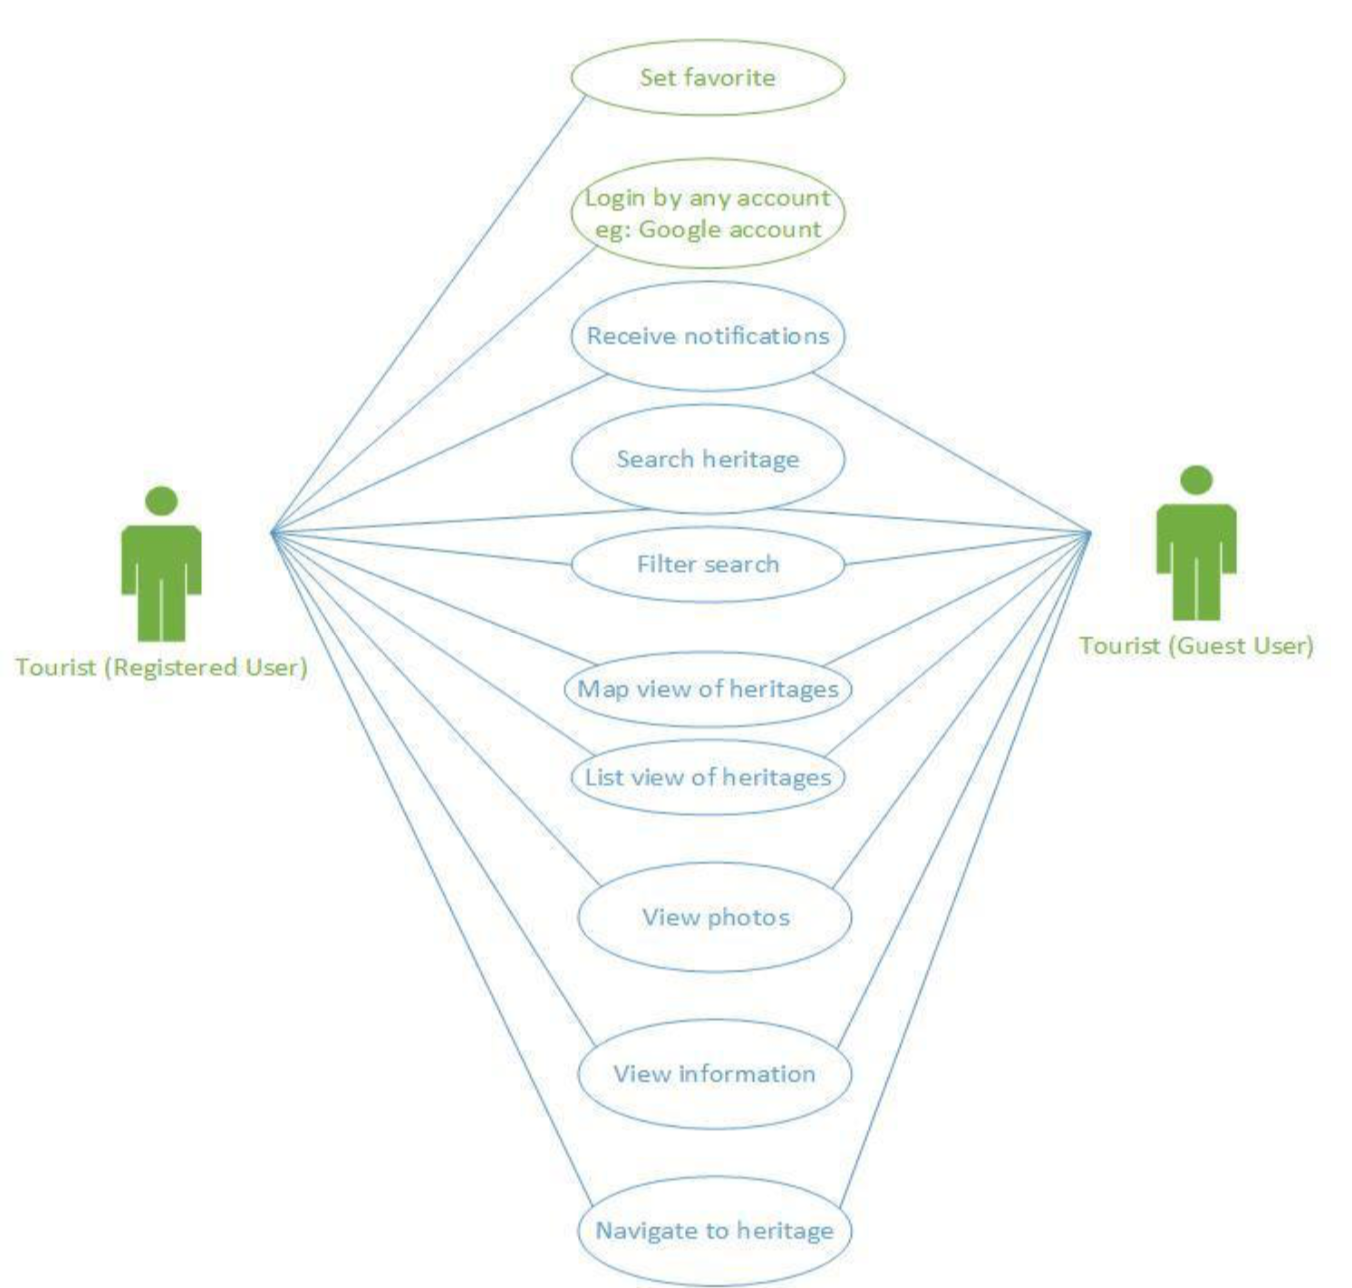 Set favorite
Login by any account
eg: Google account
Receive notifications
Search heritage
Filter search
Tourist (Registered User)
Tourist (Guest User)
Map view of heritages
List view of heritages
View photos
View information
Navigate to heritage